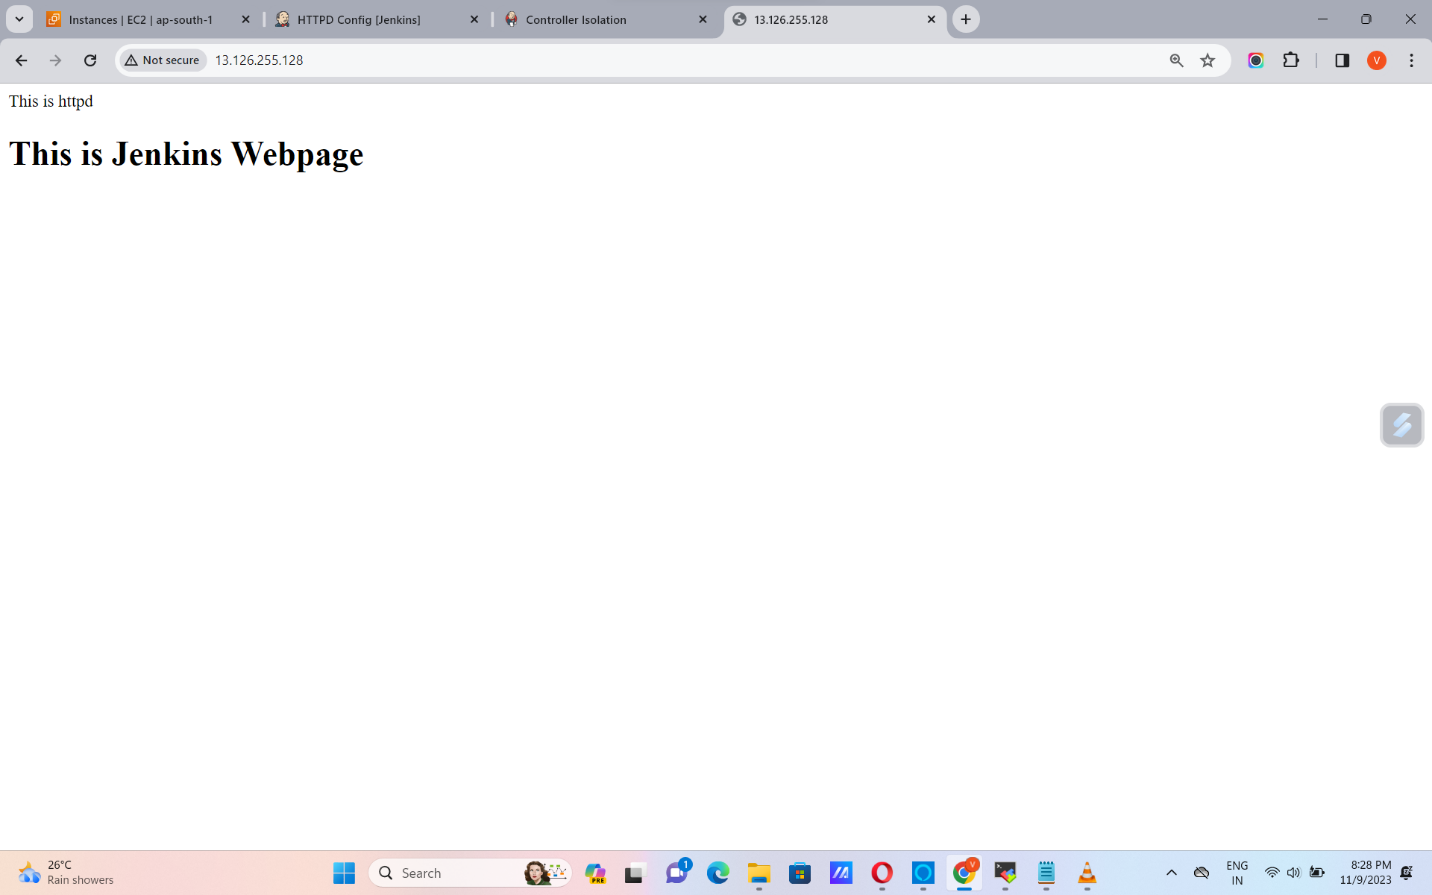 Instances | EC2 | ap-south-1
HTTPD Config [Jenkins]
Controller Isolation
13.126.255.128
Not secure
13.126.255.128
V
This is httpd
This is Jenkins Webpage
26°C
Rain showers
Search
PRE
1
V
ENG
IN
8:28 PM
11/9/2023